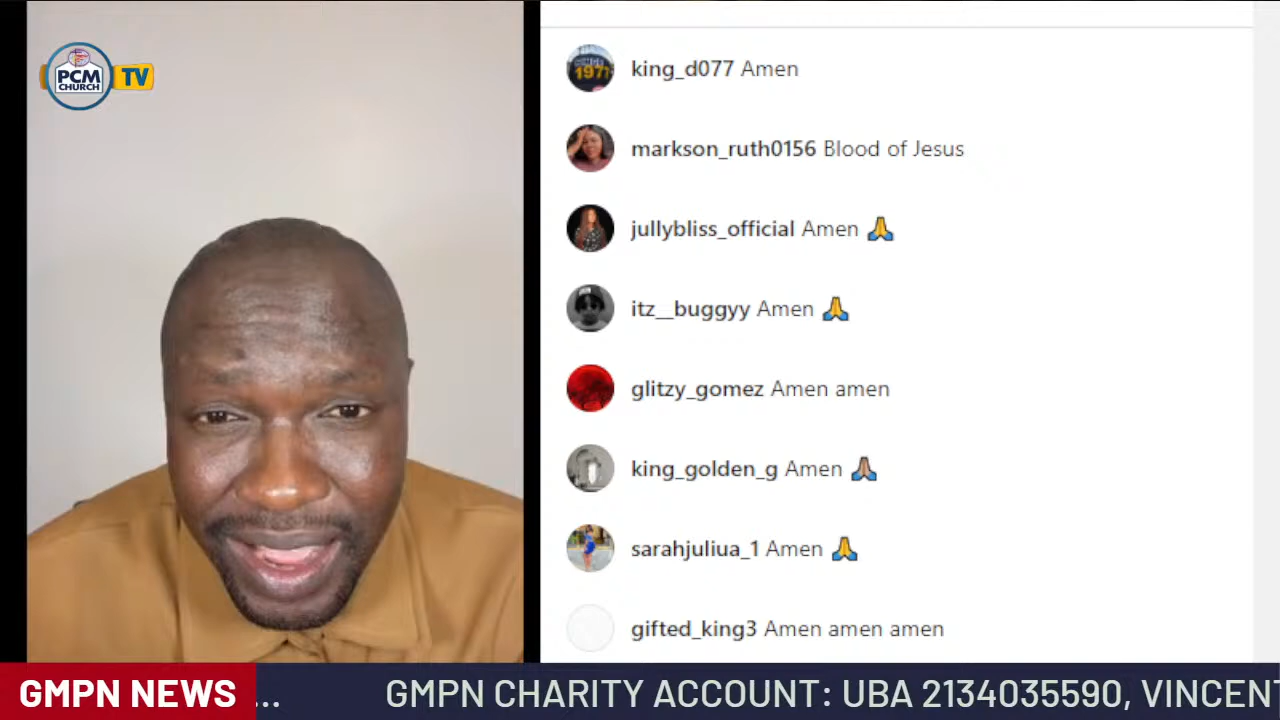 PCM
CHURCH
TV
king_d077 Amen
markson_ruth0156 Blood of Jesus
jullybliss_official Amen 🙏
itz__buggyy Amen 🙏
glitzy_gomez Amen amen
king_golden_g Amen 🙏🏽
sarahjuliua_1 Amen 🙏
gifted_king3 Amen amen amen
GMPN NEWS ... GMPN CHARITY ACCOUNT: UBA 2134035590, VINCENT